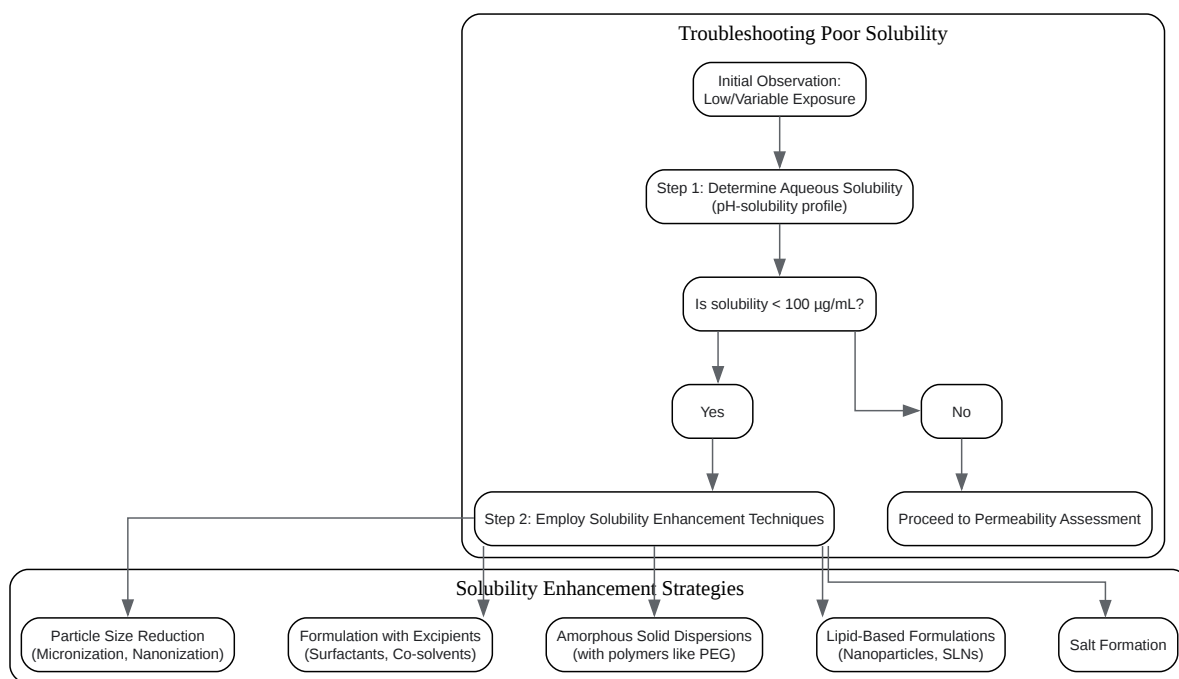 Troubleshooting Poor Solubility
Initial Observation:
Low/Variable Exposure
Step 1: Determine Aqueous Solubility
(pH-solubility profile)
Is solubility < 100 µg/mL?
Yes
No
Step 2: Employ Solubility Enhancement Techniques
Proceed to Permeability Assessment
Solubility Enhancement Strategies
Particle Size Reduction
(Micronization, Nanonization)
Formulation with Excipients
(Surfactants, Co-solvents)
Amorphous Solid Dispersions
(with polymers like PEG)
Lipid-Based Formulations
(Nanoparticles, SLNs)
Salt Formation